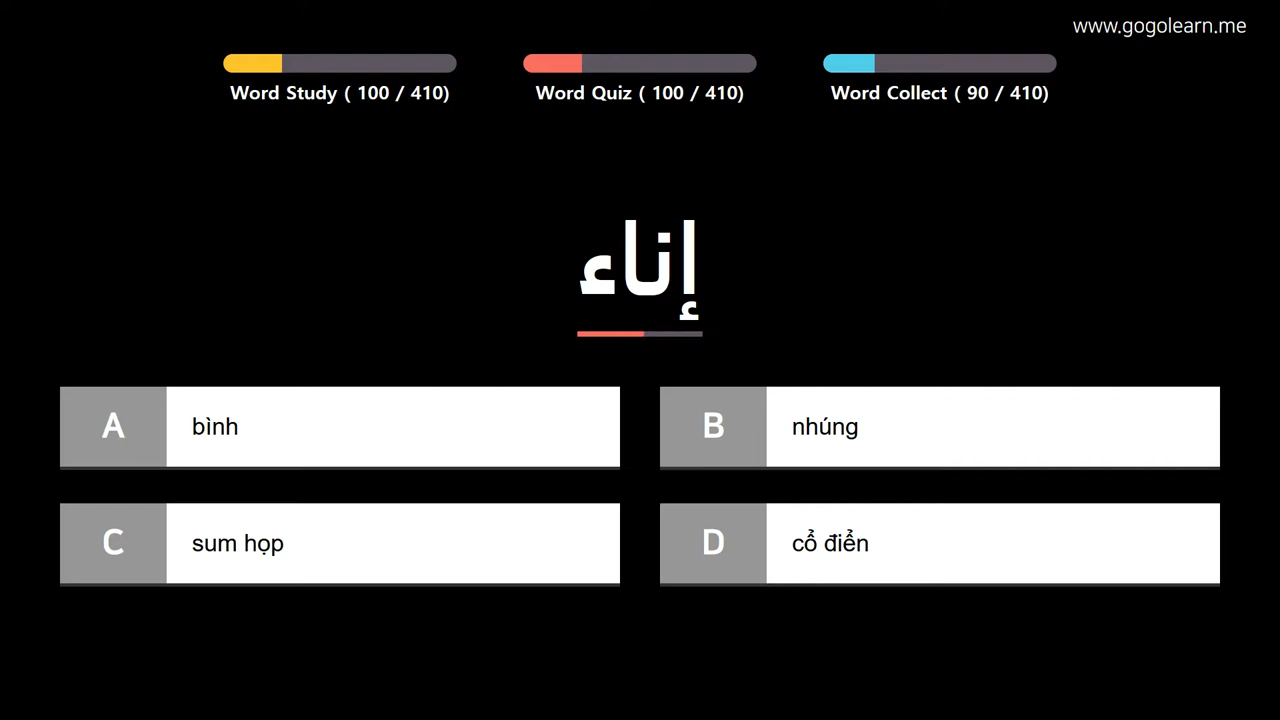 www.gogolearn.me
Word Study ( 100 / 410)
Word Quiz ( 100 / 410)
Word Collect ( 90 / 410)
إناء
A bình
B nhúng
C sum họp
D cổ điển